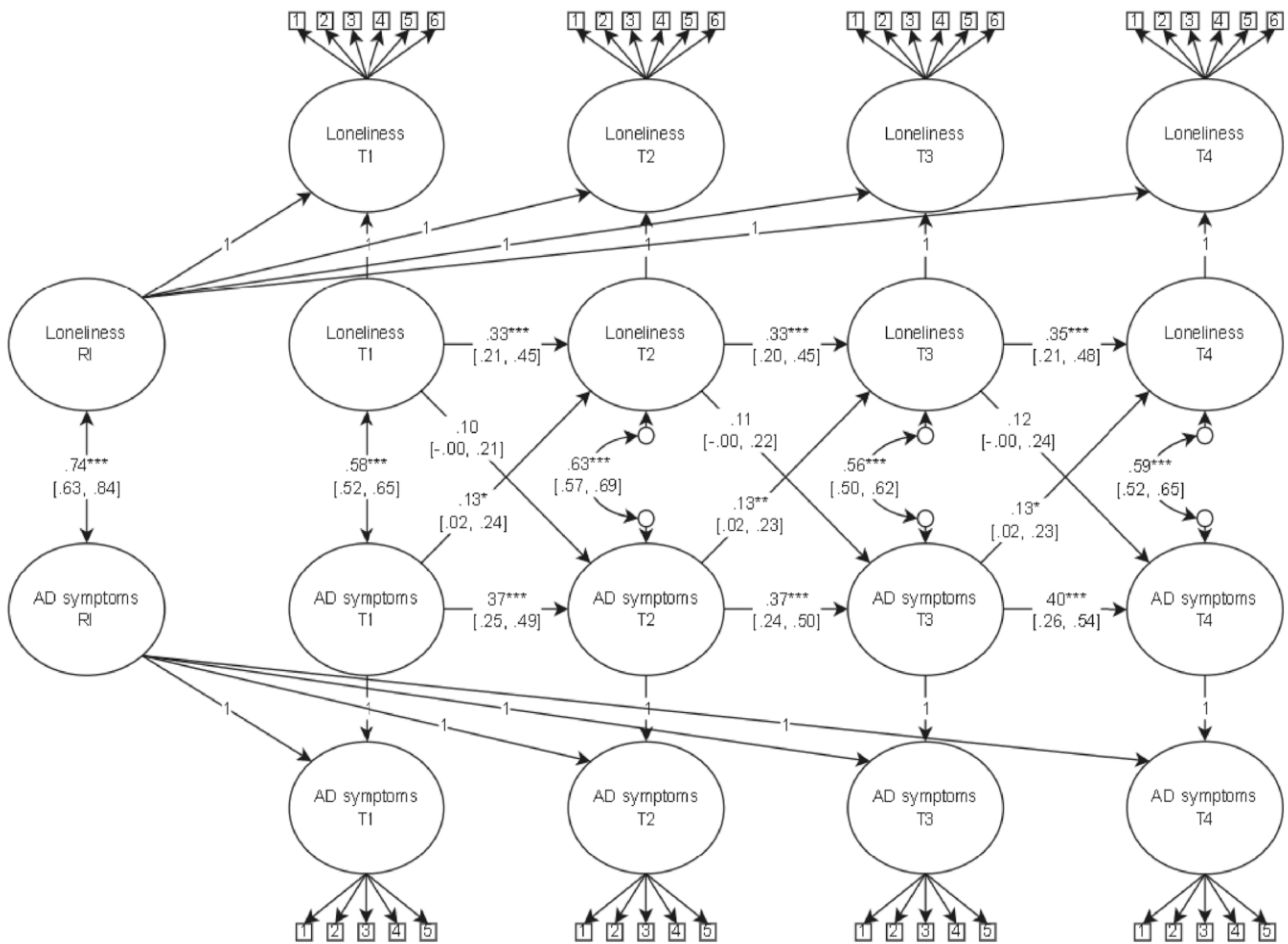 1 2 3 4 5 6 1 2 3 4 5 6 1 2 3 4 5 6 1 2 3 4 5 6
Loneliness Loneliness Loneliness Loneliness
T1 T2 T3 T4
1 1 1 1 1 1 1 1
Loneliness Loneliness Loneliness Loneliness Loneliness
RI T1 T2 T3 T4
.33*** .33*** .35***
[.21, .45] [.20, .45] [.21, .48]
.10 .11 .12
[-.00, .21] [-.00, .22] [-.00, .24]
.74*** .58*** .63*** .56*** .59***
[.63, .84] [.52, .65] [.57, .69] [.50, .62] [.52, .65]
.13* .13** .13*
[.02, .24] [.02, .23] [.02, .23]
AD symptoms AD symptoms AD symptoms AD symptoms AD symptoms
RI T1 T2 T3 T4
.37*** .37*** .40***
[.25, .49] [.24, .50] [.26, .54]
1 1 1 1 1 1 1 1
AD symptoms AD symptoms AD symptoms AD symptoms
T1 T2 T3 T4
1 2 3 4 5 1 2 3 4 5 1 2 3 4 5 1 2 3 4 5